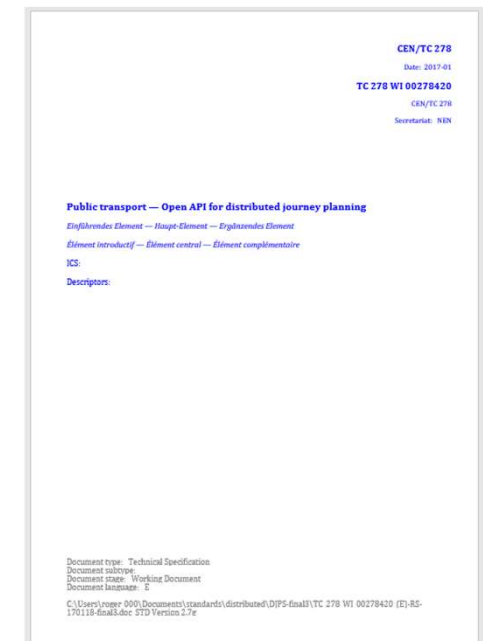 CEN/TC 278
Date: 2017-01
TC 278 WI 00278420
CEN/TC 278
Secretariat: NEN
Public transport — Open API for distributed journey planning
Einführendes Element — Haupt-Element — Ergänzendes Element
Élément introductif — Élément central — Élément complémentaire
ICS:
Descriptors:
Document type: Technical Specification
Document subtype:
Document stage: Working Document
Document language: E
C:\Users\roger 000\Documents\standards\distributed\DJPS-final3\TC 278 WI 00278420 (E)-RS-
170118-final3.doc STD Version 2.7g